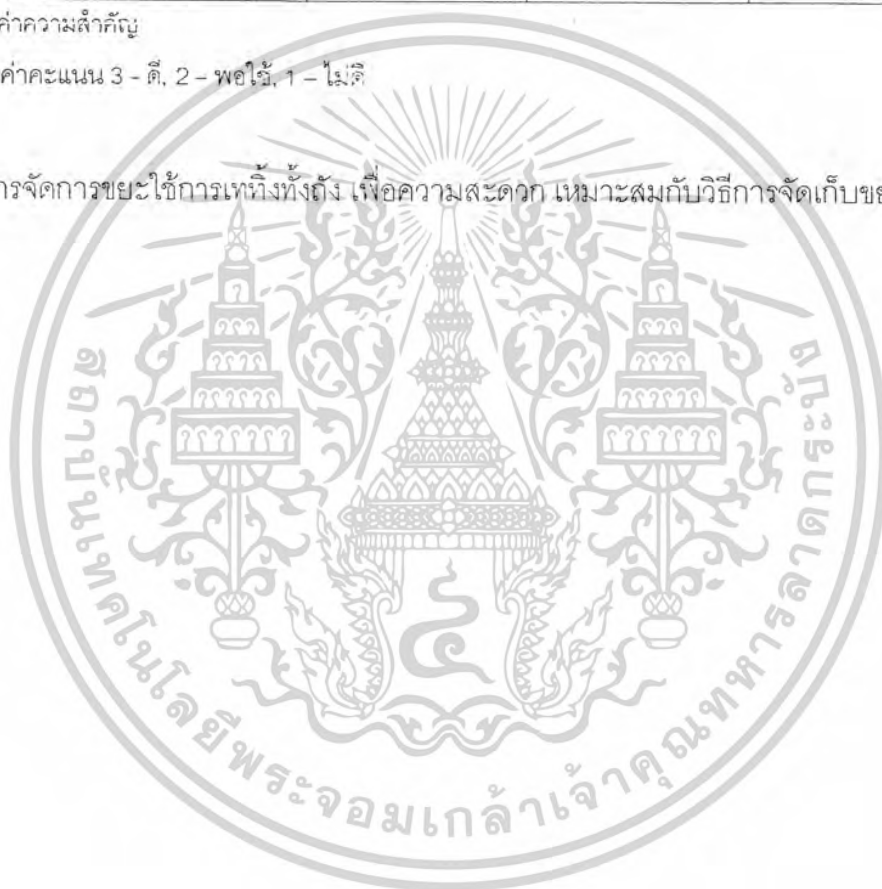 ค่าความสำคัญ
ค่าคะแนน 3 - ดี, 2 – พอใช้, 1 – ไม่ดี
ารจัดการขยะใช้การเททิ้งทั้งถัง เพื่อความสะดวก เหมาะสมกับวิธีการจัดเก็บขย
สถาบันเทคโนโลยีพระจอมเกล้าเจ้าคุณทหารลาดกระบัง
๔